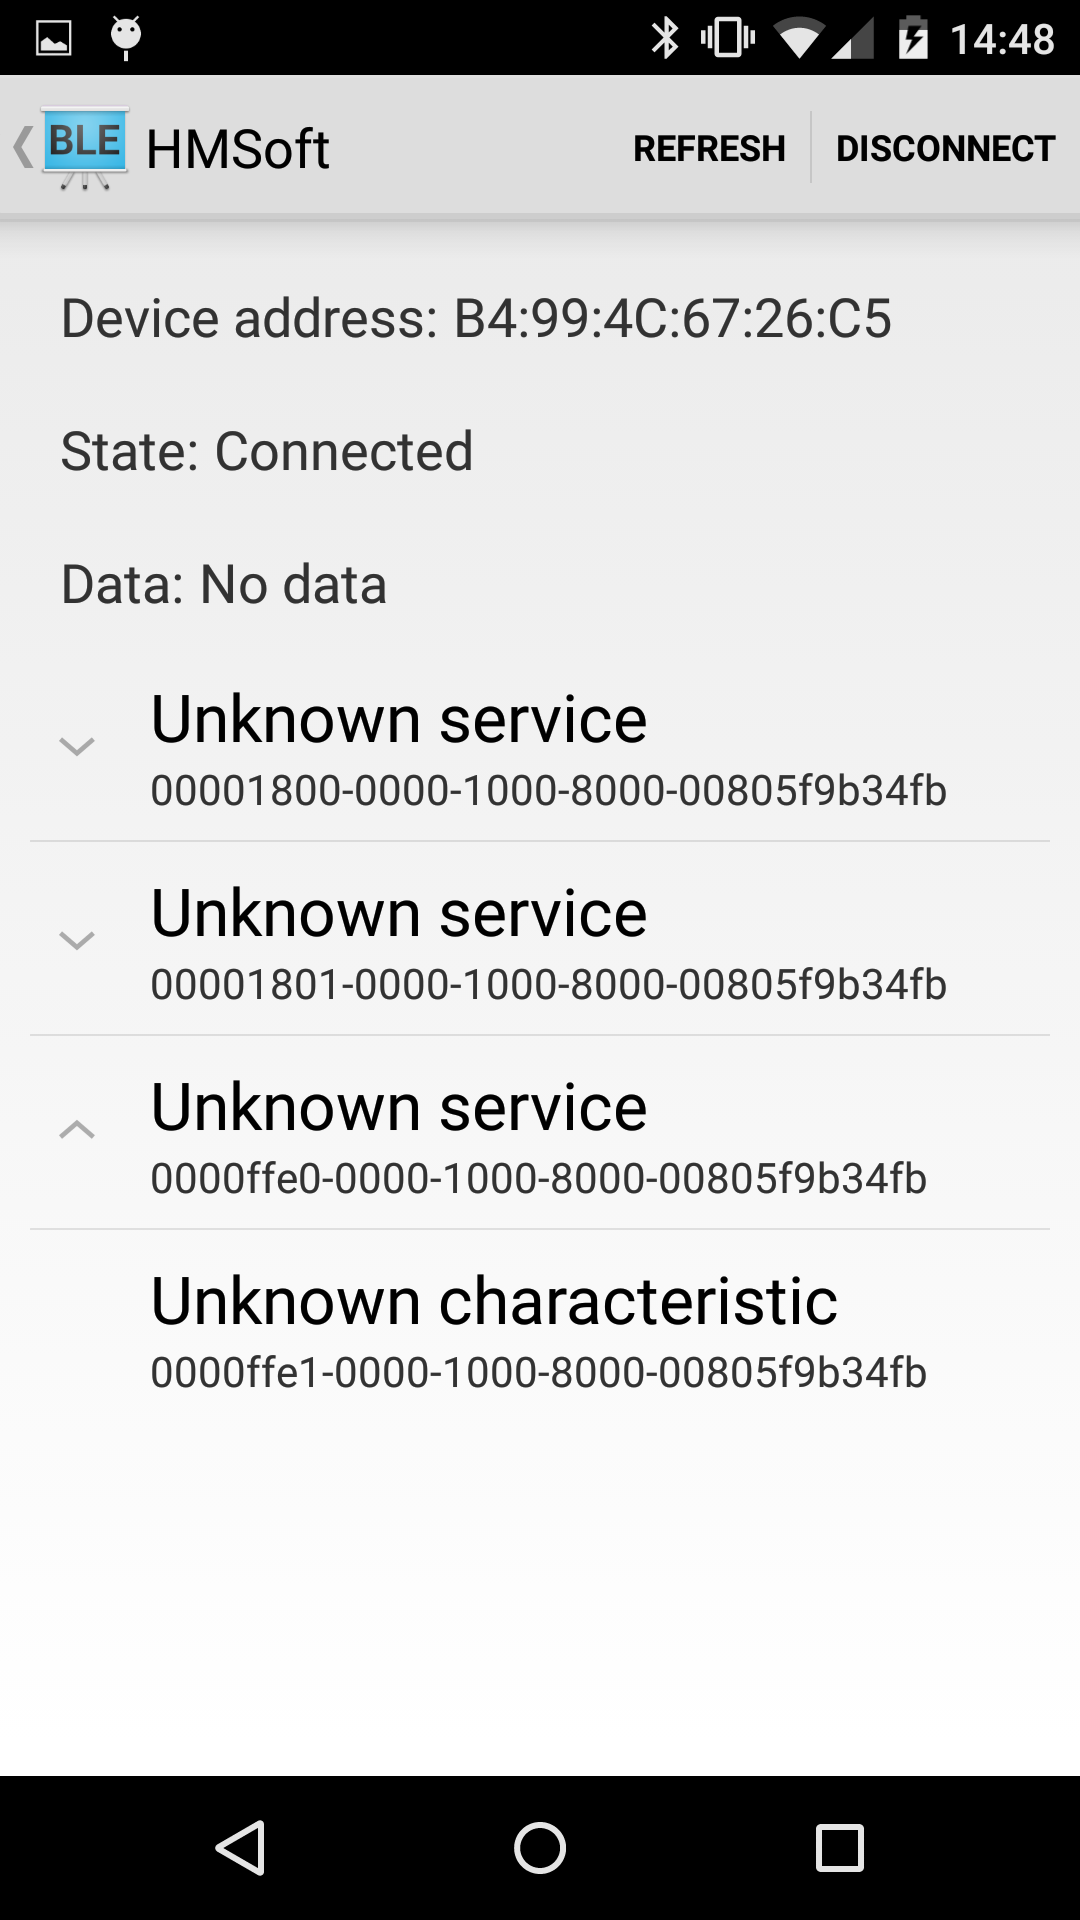 14:48
BLE HMSoft REFRESH DISCONNECT
Device address: B4:99:4C:67:26:C5
State: Connected
Data: No data
Unknown service
00001800-0000-1000-8000-00805f9b34fb
Unknown service
00001801-0000-1000-8000-00805f9b34fb
Unknown service
0000ffe0-0000-1000-8000-00805f9b34fb
Unknown characteristic
0000ffe1-0000-1000-8000-00805f9b34fb